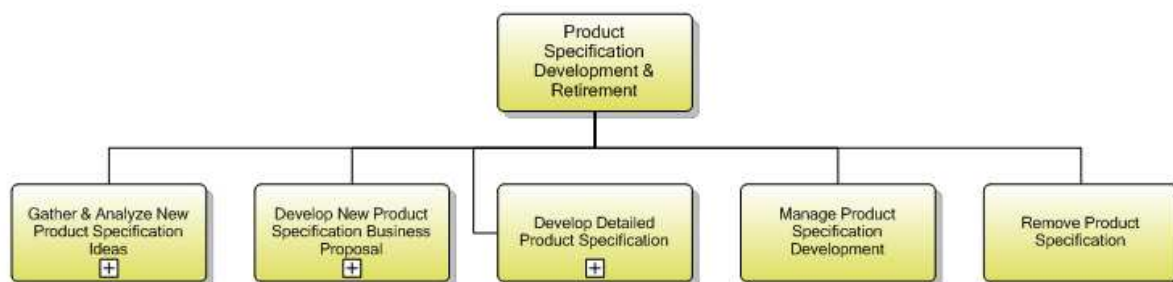 Product
Specification
Development &
Retirement
Gather & Analyze New
Product Specification
Ideas
Develop New Product
Specification Business
Proposal
Develop Detailed
Product Specification
Manage Product
Specification
Development
Remove Product
Specification